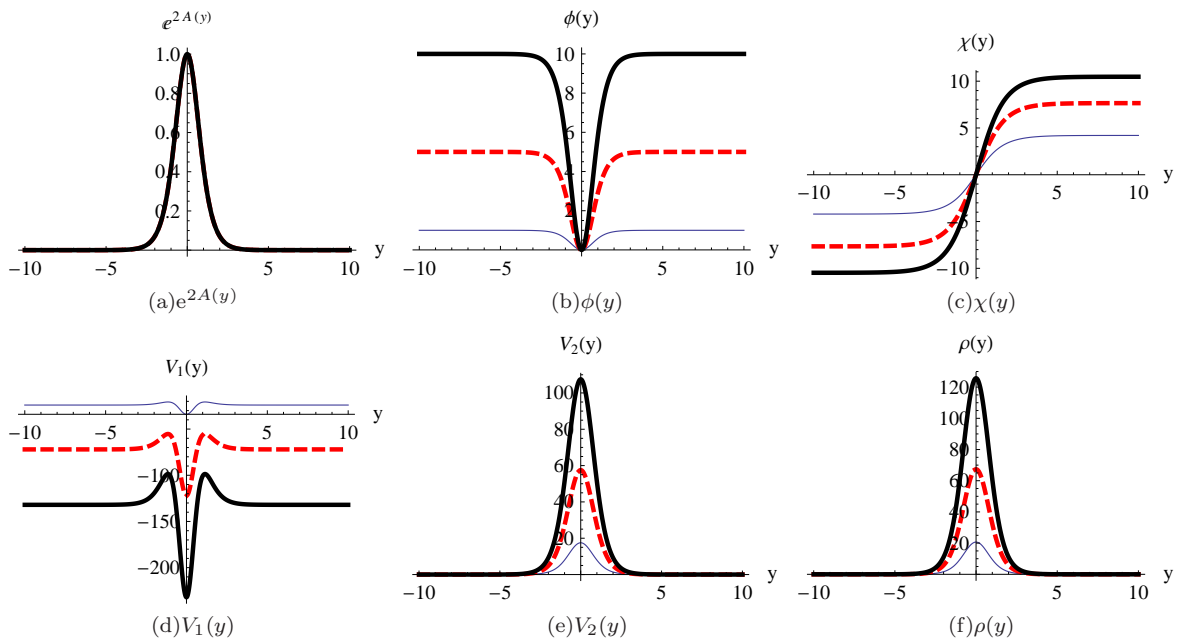 e^{2A(y)}
1.0
0.8
0.6
0.4
0.2
-10 -5 5 10
y
(a)e^{2A(y)}
ϕ(y)
10
8
6
4
2
-10 -5 5 10
y
(b)ϕ(y)
χ(y)
10
5
-10 -5 5 10
y
-5
-10
(c)χ(y)
V_1(y)
-10 -5 5 10
y
-100
-150
-200
(d)V_1(y)
V_2(y)
100
80
60
40
20
-10 -5 5 10
y
(e)V_2(y)
ρ(y)
120
100
80
60
40
20
-10 -5 5 10
y
(f)ρ(y)